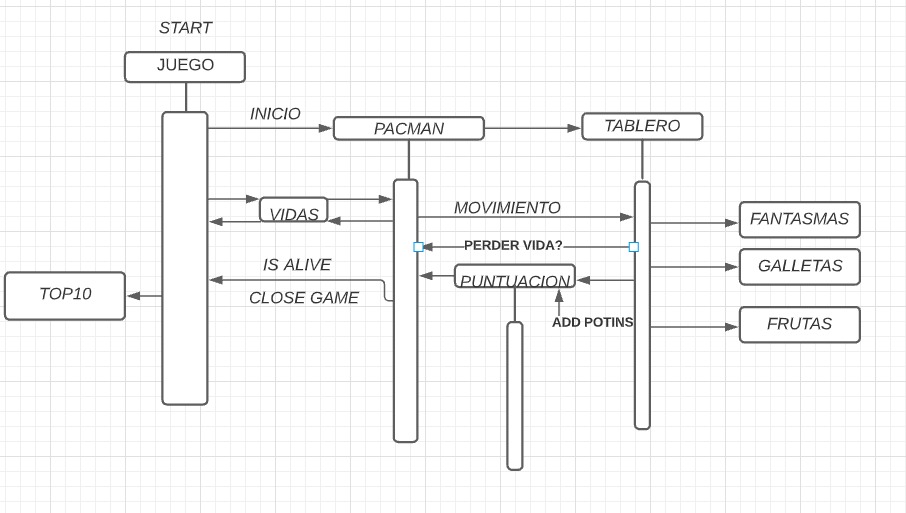 START
JUEGO
INICIO
PACMAN
TABLERO
VIDAS
MOVIMIENTO
FANTASMAS
PERDER VIDA?
IS ALIVE
GALLETAS
PUNTUACION
TOP10
CLOSE GAME
ADD POTINS
FRUTAS